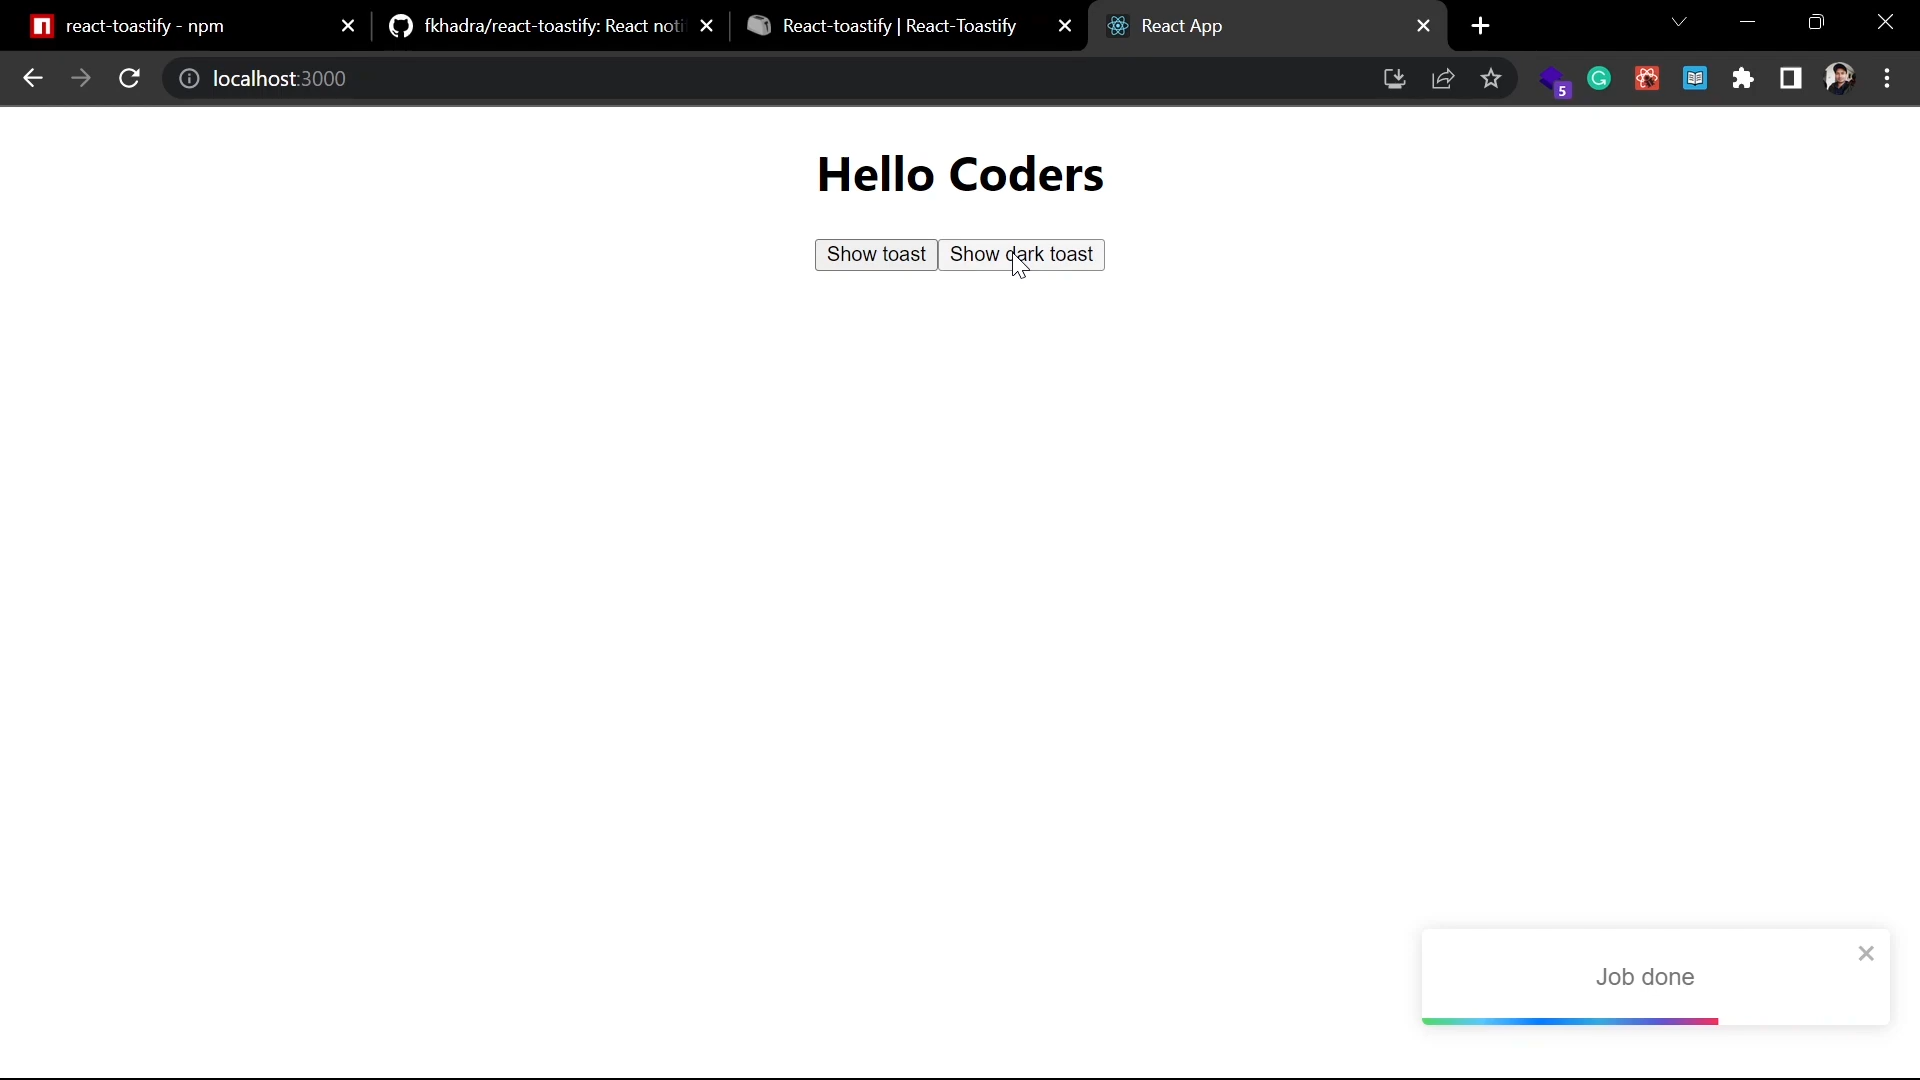 react-toastify - npm
fkhadra/react-toastify: React noti
React-toastify | React-Toastify
React App
localhost:3000
5
Hello Coders
Show toast Show dark toast
Job done